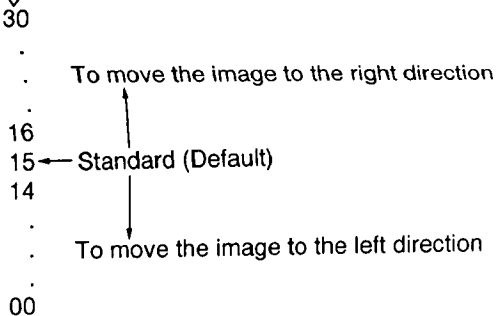 30
.
. To move the image to the right direction
.
16
15 Standard (Default)
14
.
. To move the image to the left direction
.
00